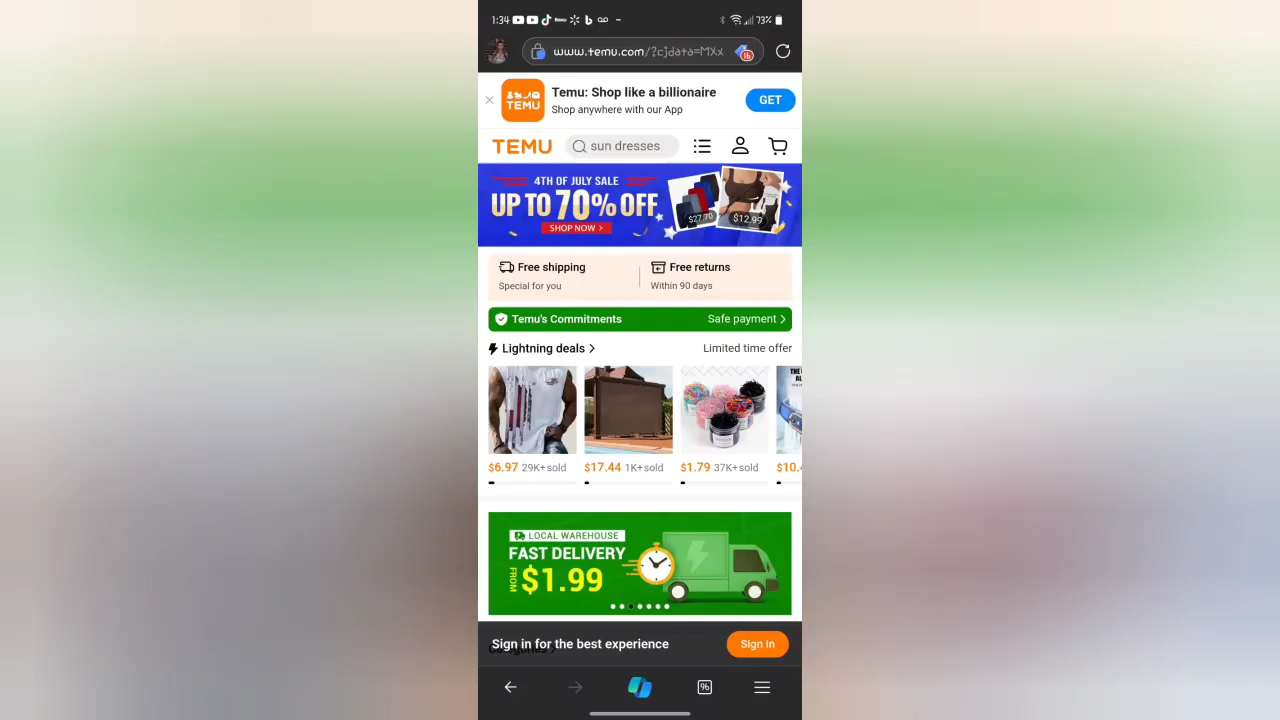 1:34 73%
www.temu.com/?cjdata=MXx 16
TEMU
Temu: Shop like a billionaire
Shop anywhere with our App
GET
TEMU sun dresses
4TH OF JULY SALE
UP TO 70% OFF
SHOP NOW >
$27.70 $12.99
Free shipping Free returns
Special for you Within 90 days
Temu's Commitments Safe payment >
Lightning deals > Limited time offer
$6.97 29K+sold $17.44 1K+sold $1.79 37K+sold
LOCAL WAREHOUSE
FAST DELIVERY
FROM $1.99
Sign in for the best experience Sign in